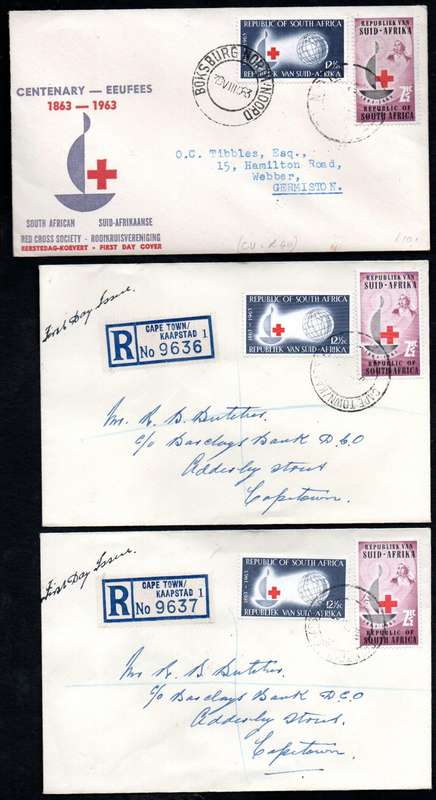 CENTENARY — EEUFEES
1863 — 1963
SOUTH AFRICAN SUID-AFRIKAANSE
RED CROSS SOCIETY - ROOIKRUISVERENIGING
EERSTEDAG-KOEVERT • FIRST DAY COVER
BOKSBURG NORTH/NOORD
REPUBLIC OF SOUTH AFRICA
1863 - 1963
12½c
REPUBLIEK VAN SUID-AFRIKA
REPUBLIEK VAN
SUID-AFRIKA
2½c
REPUBLIC OF
SOUTH AFRICA
O.C. Tibbles, Esq.,
15, Hamilton Road,
Webber,
GERMISTON.
First Day Issue.
R
CAPE TOWN/
KAAPSTAD 1
No 9636
REPUBLIC OF SOUTH AFRICA
1863 - 1963
12½c
REPUBLIEK VAN SUID-AFRIKA
REPUBLIEK VAN
SUID-AFRIKA
2½c
REPUBLIC OF
SOUTH AFRICA
CAPE TOWN
Mr. R. B. Butcher
c/o Barclays Bank D.C.O
Adderley Street
Capetown.
First Day Issue.
R
CAPE TOWN/
KAAPSTAD 1
No 9637
REPUBLIC OF SOUTH AFRICA
1863 - 1963
12½c
REPUBLIEK VAN SUID-AFRIKA
REPUBLIEK VAN
SUID-AFRIKA
2½c
REPUBLIC OF
SOUTH AFRICA
Mr R. B Butcher
c/o Barclays Bank D.C.O
Adderley Street,
Capetown.